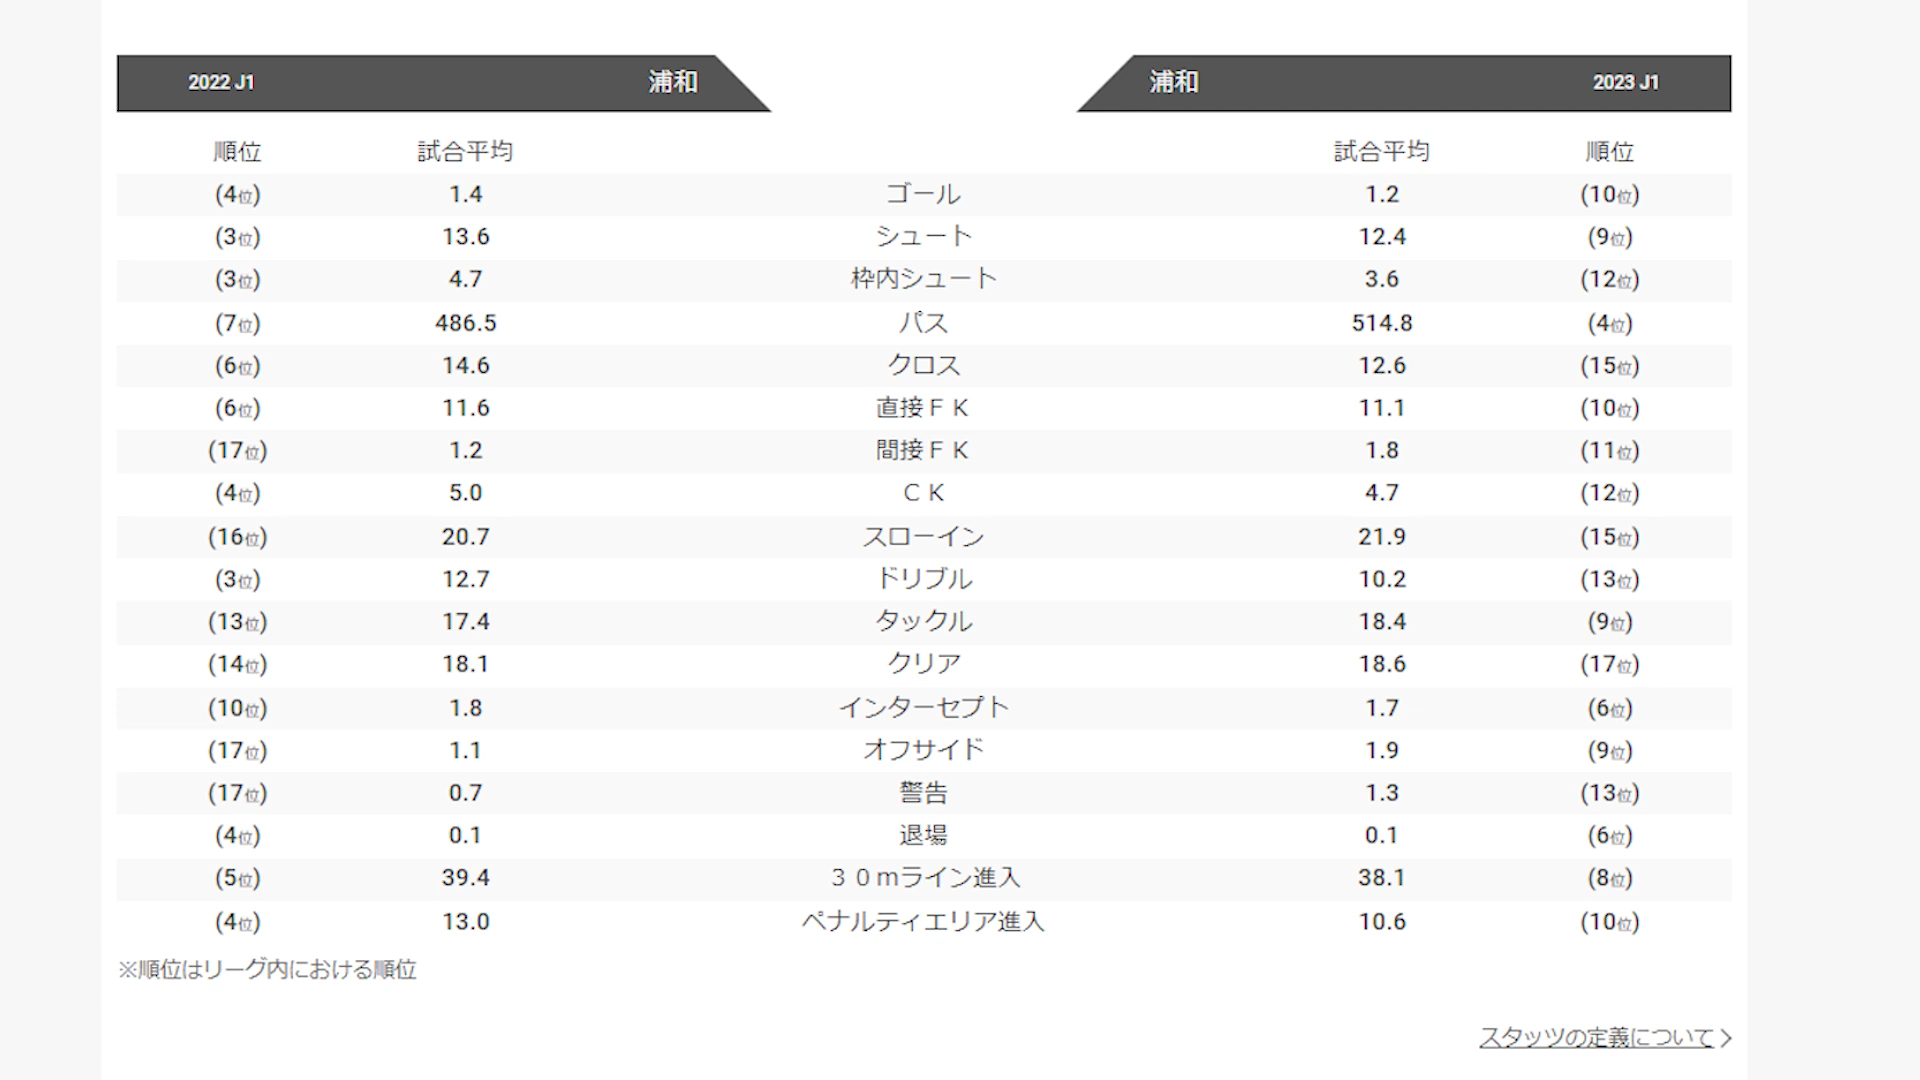 2022 J1 浦和 浦和 2023 J1
順位 試合平均 試合平均 順位
(4位) 1.4 ゴール 1.2 (10位)
(3位) 13.6 シュート 12.4 (9位)
(3位) 4.7 枠内シュート 3.6 (12位)
(7位) 486.5 パス 514.8 (4位)
(6位) 14.6 クロス 12.6 (15位)
(6位) 11.6 直接ＦＫ 11.1 (10位)
(17位) 1.2 間接ＦＫ 1.8 (11位)
(4位) 5.0 ＣＫ 4.7 (12位)
(16位) 20.7 スローイン 21.9 (15位)
(3位) 12.7 ドリブル 10.2 (13位)
(13位) 17.4 タックル 18.4 (9位)
(14位) 18.1 クリア 18.6 (17位)
(10位) 1.8 インターセプト 1.7 (6位)
(17位) 1.1 オフサイド 1.9 (9位)
(17位) 0.7 警告 1.3 (13位)
(4位) 0.1 退場 0.1 (6位)
(5位) 39.4 ３０ｍライン進入 38.1 (8位)
(4位) 13.0 ペナルティエリア進入 10.6 (10位)
※順位はリーグ内における順位
スタッツの定義について